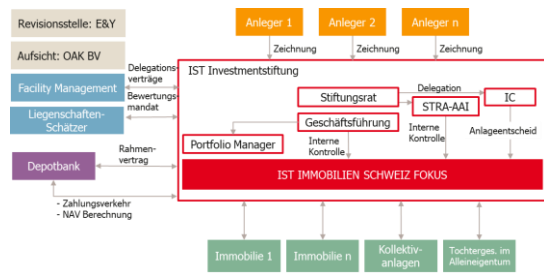 Revisionsstelle: E&Y
Aufsicht: OAK BV
Anleger 1
Anleger 2
Anleger n
Zeichnung
Zeichnung
Zeichnung
Facility Management
Liegenschaften-
Schätzer
Delegations-
verträge
Bewertungs-
mandat
IST Investmentstiftung
Stiftungsrat
Delegation
IC
STRA-AAI
Geschäftsführung
Portfolio Manager
Interne
Kontrolle
Interne
Kontrolle
Anlageentscheid
Depotbank
Rahmen-
vertrag
IST IMMOBILIEN SCHWEIZ FOKUS
- Zahlungsverkehr
- NAV Berechnung
Immobilie 1
Immobilie n
Kollektiv-
anlagen
Tochterges. im
Alleineigentum